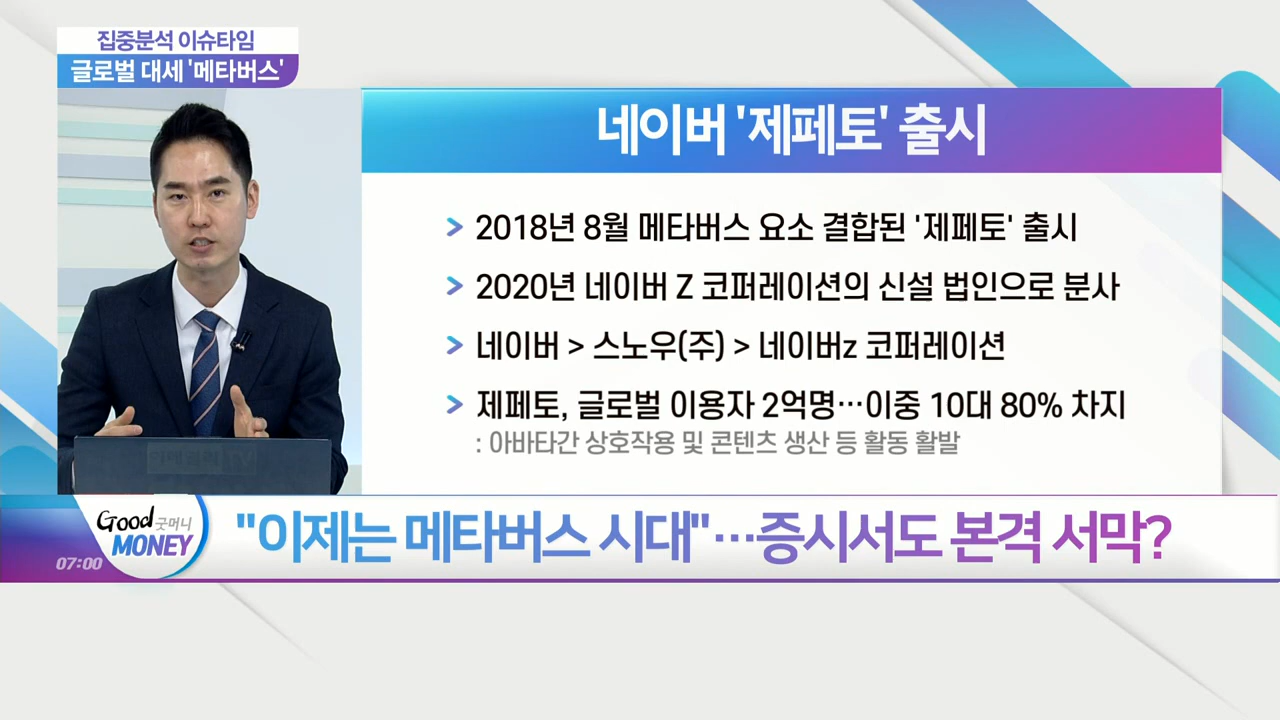 집중분석 이슈타임
글로벌 대세 '메타버스'
네이버 '제페토' 출시
> 2018년 8월 메타버스 요소 결합된 '제페토' 출시
> 2020년 네이버 Z 코퍼레이션의 신설 법인으로 분사
> 네이버 > 스노우(주) > 네이버z 코퍼레이션
> 제페토, 글로벌 이용자 2억명…이중 10대 80% 차지
: 아바타간 상호작용 및 콘텐츠 생산 등 활동 활발
Good 굿머니
MONEY
"이제는 메타버스 시대"…증시서도 본격 서막?
07:00